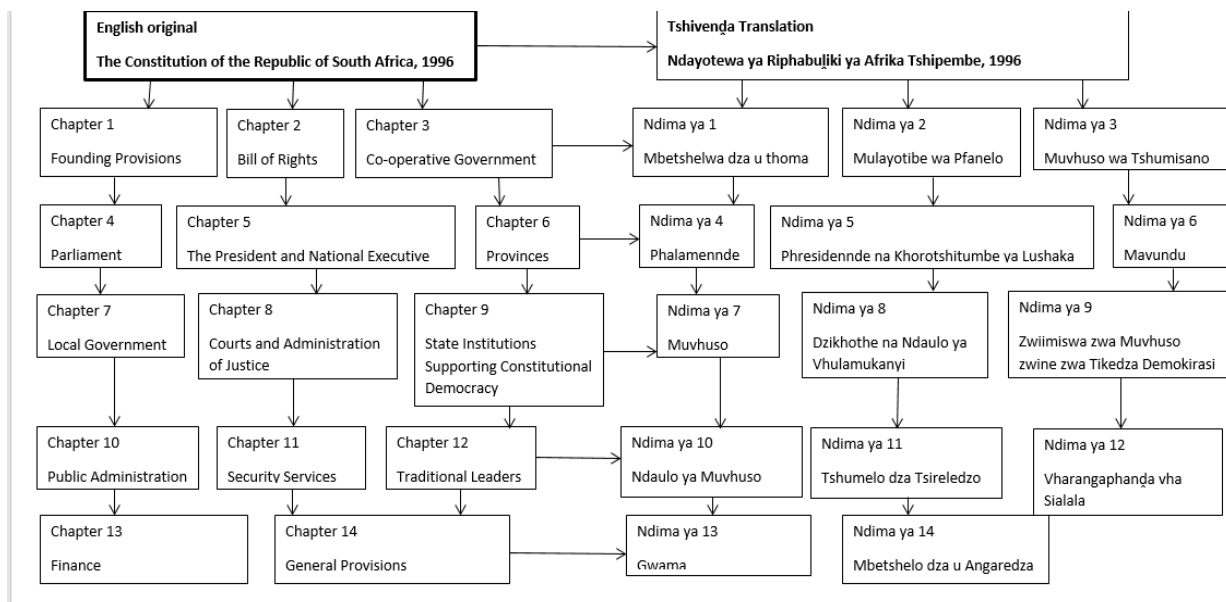 English original
The Constitution of the Republic of South Africa, 1996
Tshivenḓa Translation
Ndayotewa ya Riphabuḽiki ya Afrika Tshipembe, 1996
Chapter 1
Founding Provisions
Chapter 2
Bill of Rights
Chapter 3
Co-operative Government
Ndima ya 1
Mbetshelwa dza u thoma
Ndima ya 2
Mulayotibe wa Pfanelo
Ndima ya 3
Muvhuso wa Tshumisano
Chapter 4
Parliament
Chapter 5
The President and National Executive
Chapter 6
Provinces
Ndima ya 4
Phalamennde
Ndima ya 5
Phresidennde na Khorotshitumbe ya Lushaka
Ndima ya 6
Mavundu
Chapter 7
Local Government
Chapter 8
Courts and Administration
of Justice
Chapter 9
State Institutions
Supporting Constitutional
Democracy
Ndima ya 7
Muvhuso
Ndima ya 8
Dzikhothe na Ndaulo ya
Vhulamukanyi
Ndima ya 9
Zwiimiswa zwa Muvhuso
zwine zwa Tikedza Demokirasi
Chapter 10
Public Administration
Chapter 11
Security Services
Chapter 12
Traditional Leaders
Ndima ya 10
Ndaulo ya Muvhuso
Ndima ya 11
Tshumelo dza Tsireledzo
Ndima ya 12
Vharangaphanḓa vha
Sialala
Chapter 13
Finance
Chapter 14
General Provisions
Ndima ya 13
Gwama
Ndima ya 14
Mbetshelo dza u Angaredza